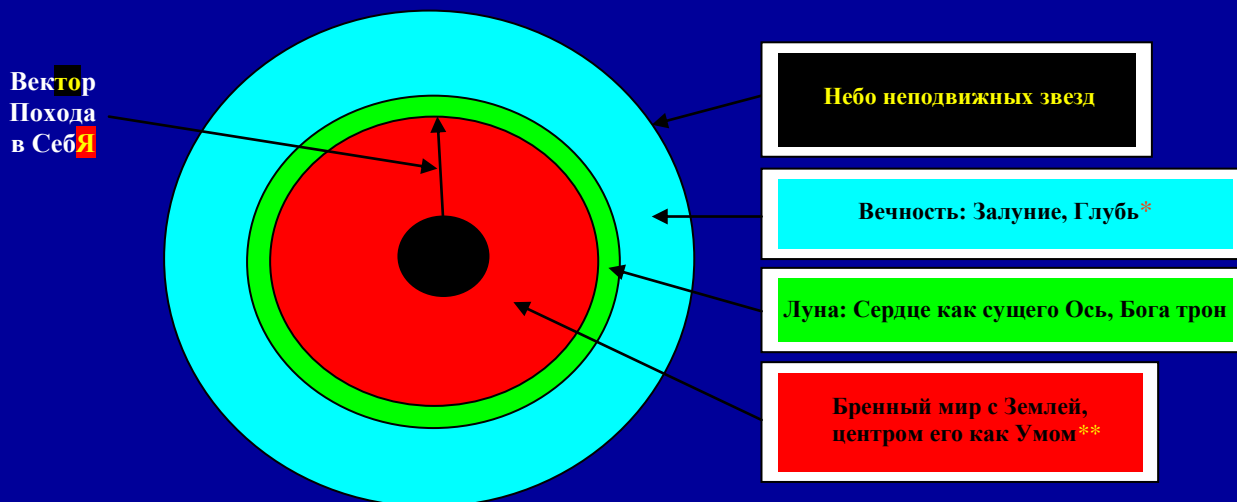 Вектор
Похода
в СебЯ
Небо неподвижных звезд
Вечность: Залуние, Глубь*
Луна: Сердце как сущего Ось, Бога трон
Бренный мир с Землей,
центром его как Умом**